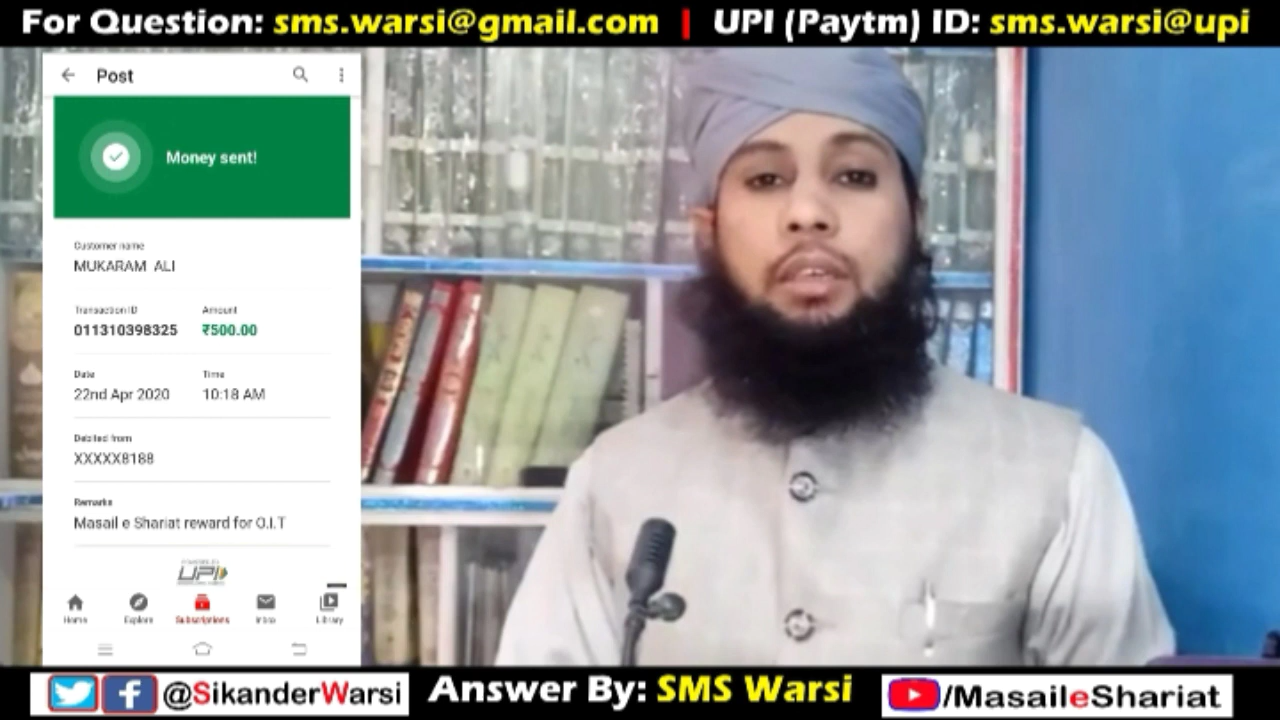 For Question: sms.warsi@gmail.com | UPI (Paytm) ID: sms.warsi@upi
Post
Money sent!
Customer name
MUKARAM ALI
Transaction ID Amount
011310398325 ₹500.00
Date Time
22nd Apr 2020 10:18 AM
Debited from
XXXXX8188
Remarks
Masail e Shariat reward for O.I.T
UPI
Home Explore Subscriptions Inbox Library
@SikanderWarsi Answer By: SMS Warsi /MasaileShariat